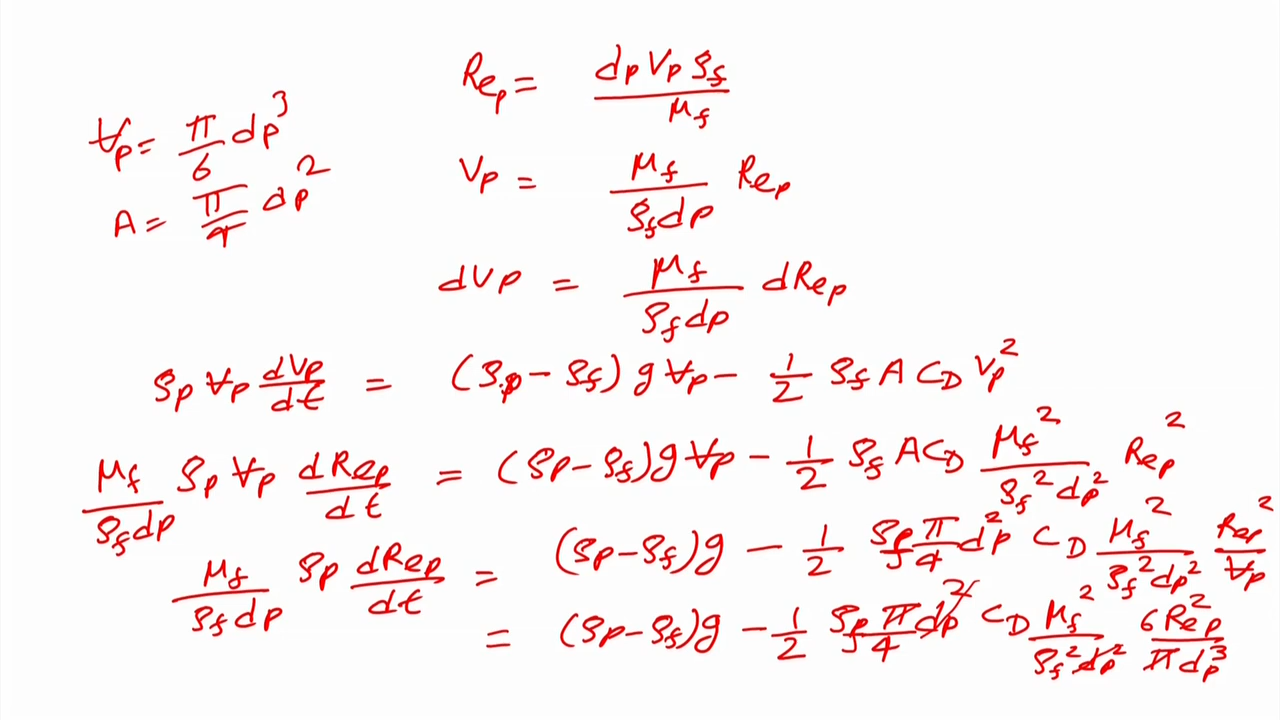 Re_p = d_p V_p ρ_f / μ_f
V̶_p = π/6 d_p^3
V_p = μ_f / (ρ_f d_p) Re_p
A = π/4 d_p^2
dV_p = μ_f / (ρ_f d_p) dRe_p
ρ_p V̶_p dV_p/dt = (ρ_p - ρ_f) g V̶_p - 1/2 ρ_f A C_D V_p^2
μ_f / (ρ_f d_p) ρ_p V̶_p dRe_p/dt = (ρ_p - ρ_f) g V̶_p - 1/2 ρ_f A C_D μ_f^2 / (ρ_f^2 d_p^2) Re_p^2
μ_f / (ρ_f d_p) ρ_p dRe_p/dt = (ρ_p - ρ_f) g - 1/2 ρ_f π/4 d_p^2 C_D μ_f^2 / (ρ_f^2 d_p^2) Re_p^2 / V̶_p
= (ρ_p - ρ_f) g - 1/2 ρ_f π/4 d_p^2 C_D μ_f^2 / (ρ_f^2 d_p^2) 6 Re_p^2 / (π d_p^3)